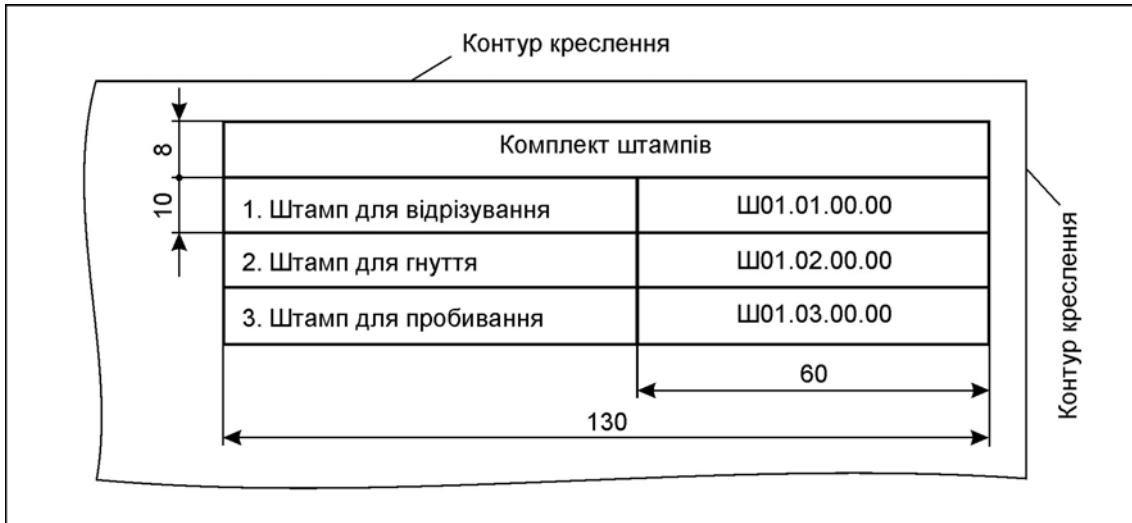 Контур креслення
8
Комплект штампів
10
1. Штамп для відрізування Ш01.01.00.00
2. Штамп для гнуття Ш01.02.00.00
3. Штамп для пробивання Ш01.03.00.00
60
130
Контур креслення